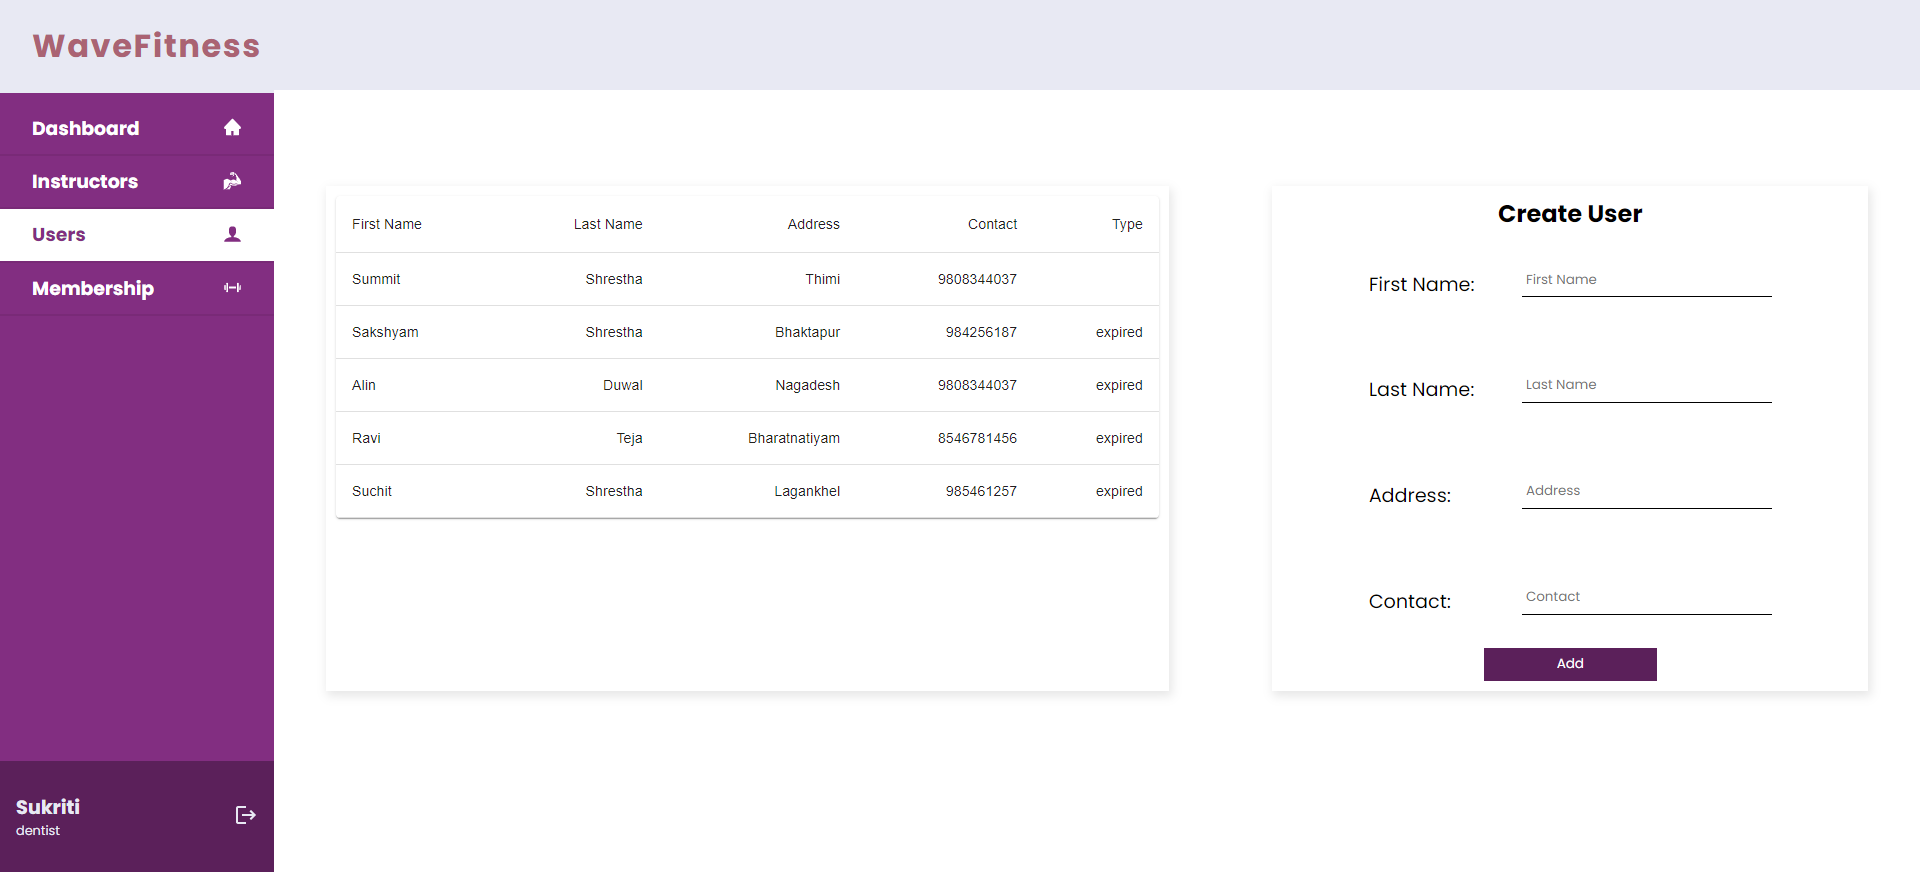 WaveFitness
Dashboard
Instructors
Users
Membership
Sukriti
dentist
First Name Last Name Address Contact Type
Summit Shrestha Thimi 9808344037
Sakshyam Shrestha Bhaktapur 984256187 expired
Alin Duwal Nagadesh 9808344037 expired
Ravi Teja Bharatnatiyam 8546781456 expired
Suchit Shrestha Lagankhel 985461257 expired
Create User
First Name: First Name
Last Name: Last Name
Address: Address
Contact: Contact
Add